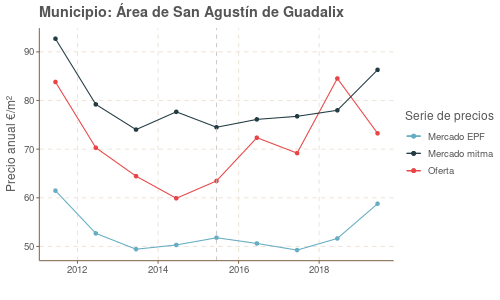 Municipio: Área de San Agustín de Guadalix
Precio anual €/m²
90
80
70
60
50
2012
2014
2016
2018
Serie de precios
Mercado EPF
Mercado mitma
Oferta